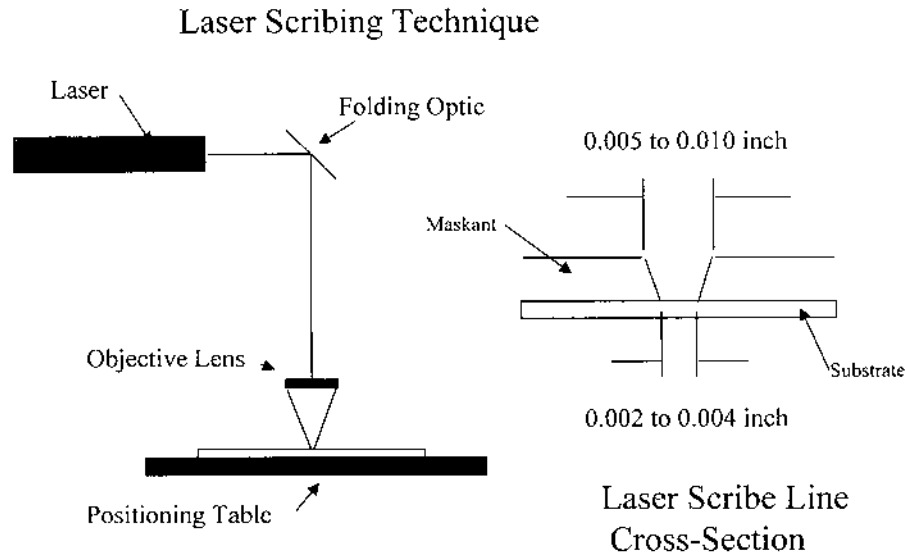 Laser Scribing Technique
Laser
Folding Optic
Objective Lens
Positioning Table
0.005 to 0.010 inch
Maskant
Substrate
0.002 to 0.004 inch
Laser Scribe Line
Cross-Section